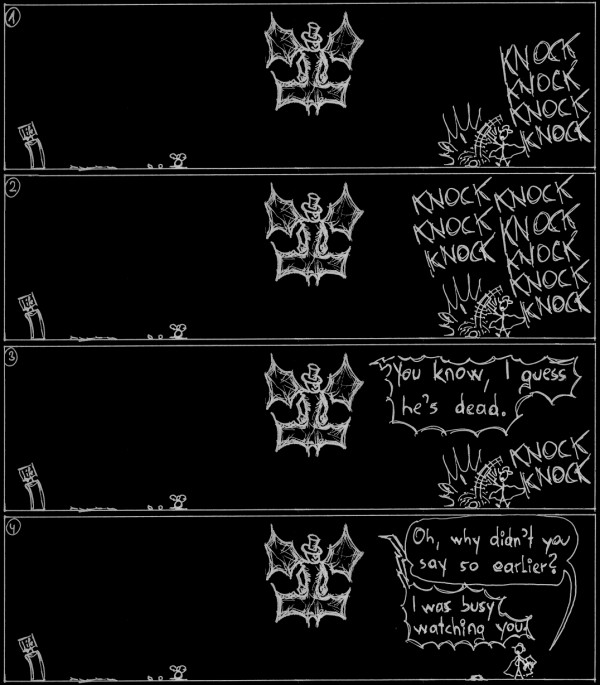 1
KNOCK
KNOCK
KNOCK
KNOCK
2
KNOCK KNOCK
KNOCK KNOCK
KNOCK KNOCK
KNOCK
KNOCK
3
You know, I guess
he's dead.
KNOCK
KNOCK
4
Oh, why didn't you
say so earlier?
I was busy
watching you.